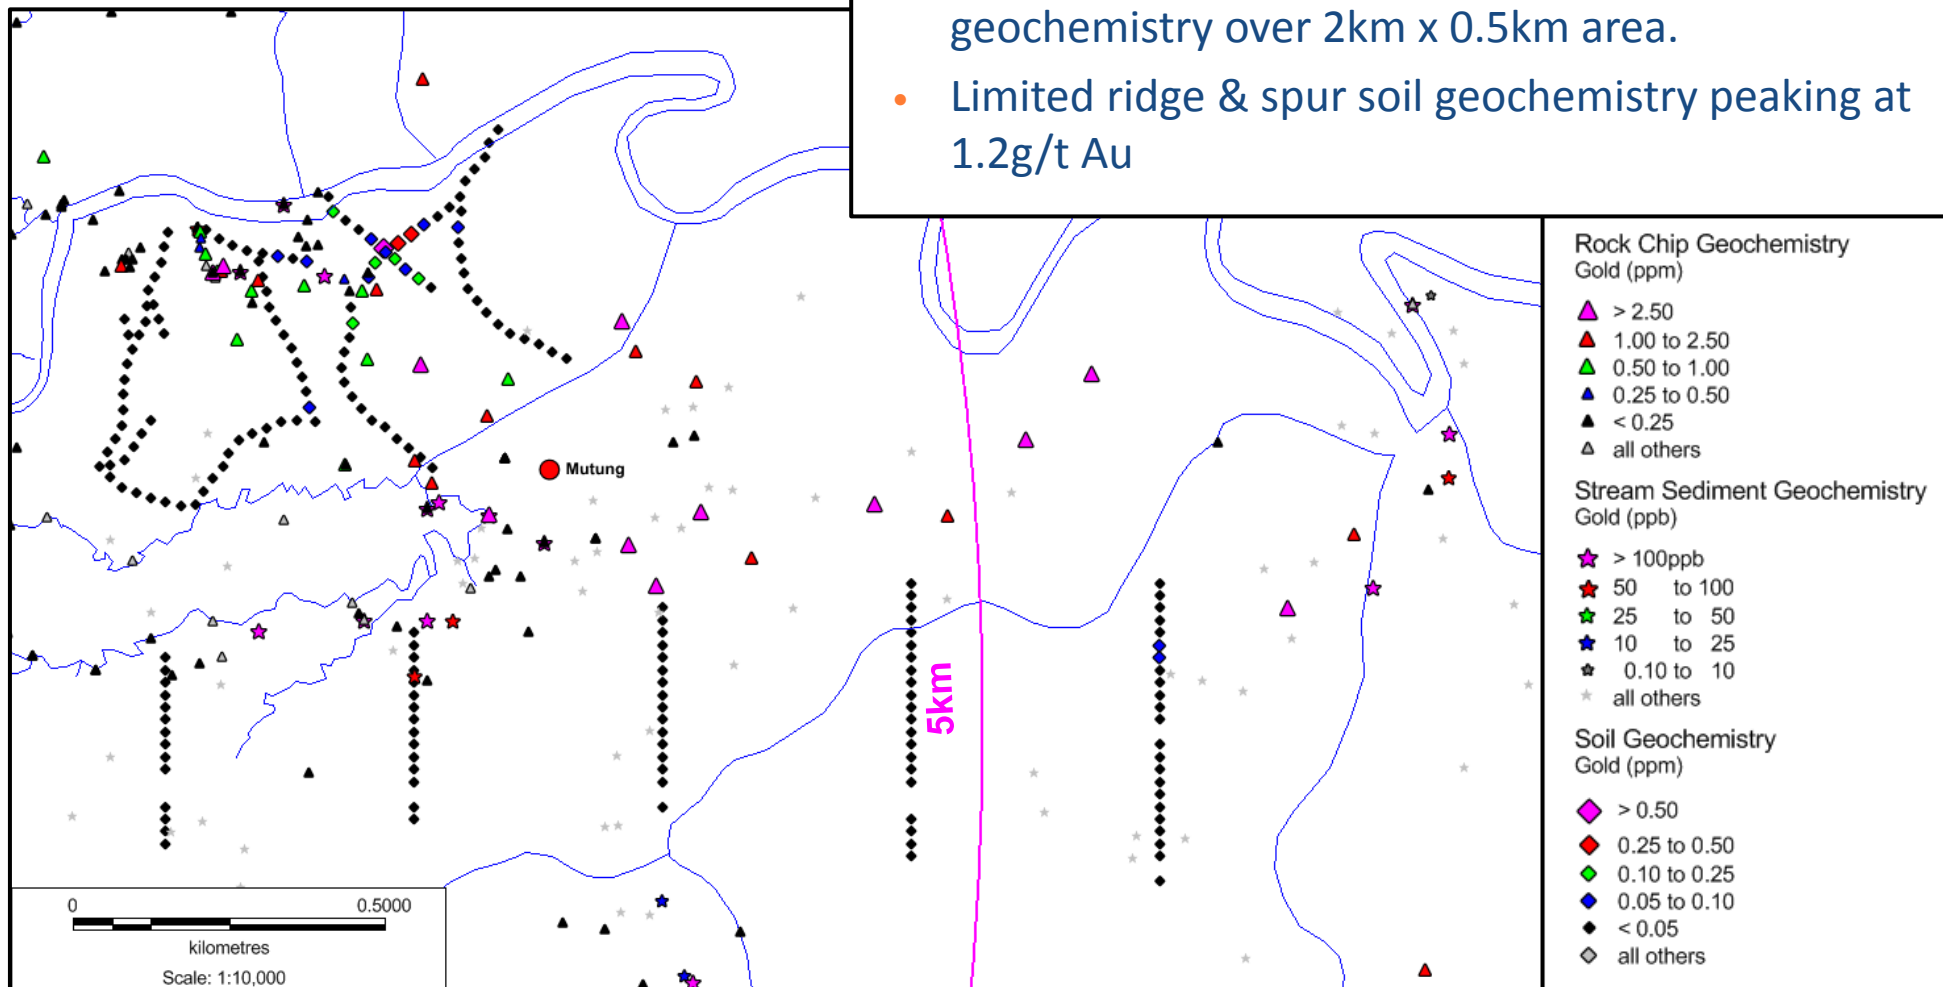 geochemistry over 2km x 0.5km area.
• Limited ridge & spur soil geochemistry peaking at
1.2g/t Au
Rock Chip Geochemistry
Gold (ppm)
> 2.50
1.00 to 2.50
0.50 to 1.00
0.25 to 0.50
< 0.25
all others
Stream Sediment Geochemistry
Gold (ppb)
> 100ppb
50 to 100
25 to 50
10 to 25
0.10 to 10
all others
Soil Geochemistry
Gold (ppm)
> 0.50
0.25 to 0.50
0.10 to 0.25
0.05 to 0.10
< 0.05
all others
Mutung
5km
0 0.5000
kilometres
Scale: 1:10,000